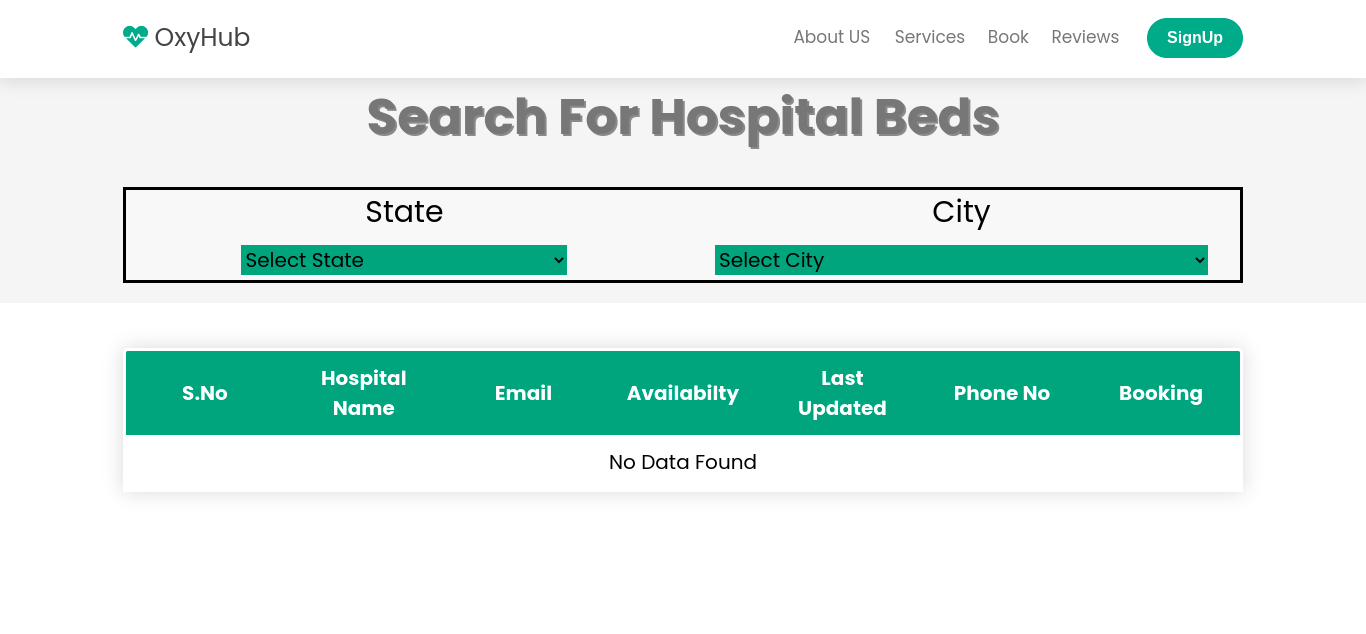 OxyHub
About US Services Book Reviews SignUp
Search For Hospital Beds
State City
Select State Select City
S.No Hospital Name Email Availabilty Last Updated Phone No Booking
No Data Found